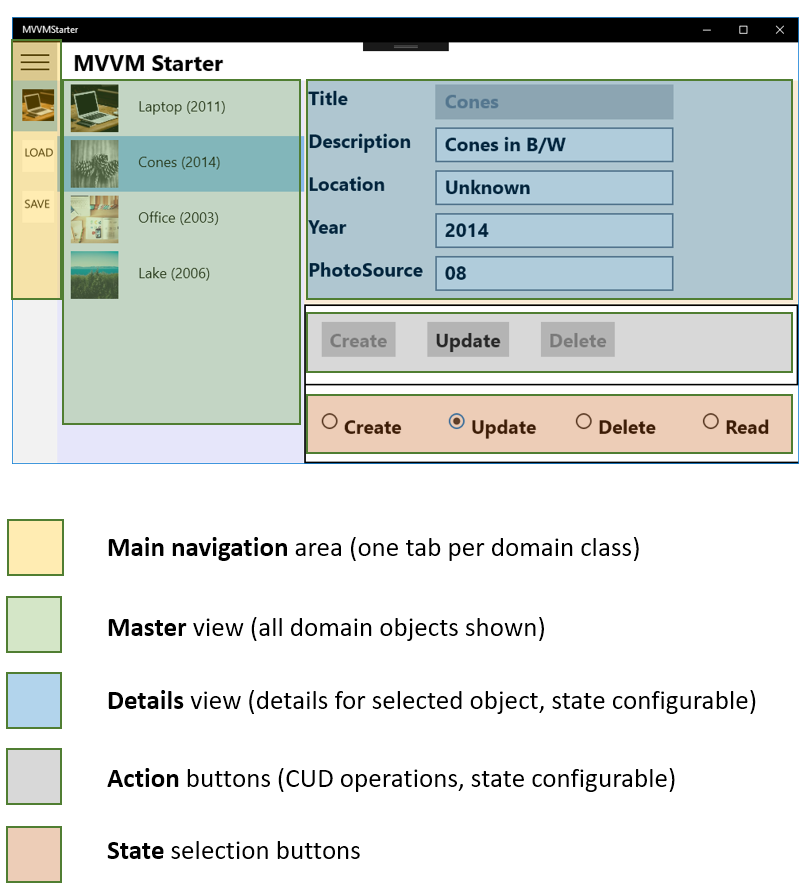 MVVMStarter
MVVM Starter
LOAD
SAVE
Laptop (2011)
Cones (2014)
Office (2003)
Lake (2006)
Title Cones
Description Cones in B/W
Location Unknown
Year 2014
PhotoSource 08
Create Update Delete
Create Update Delete Read
Main navigation area (one tab per domain class)
Master view (all domain objects shown)
Details view (details for selected object, state configurable)
Action buttons (CUD operations, state configurable)
State selection buttons